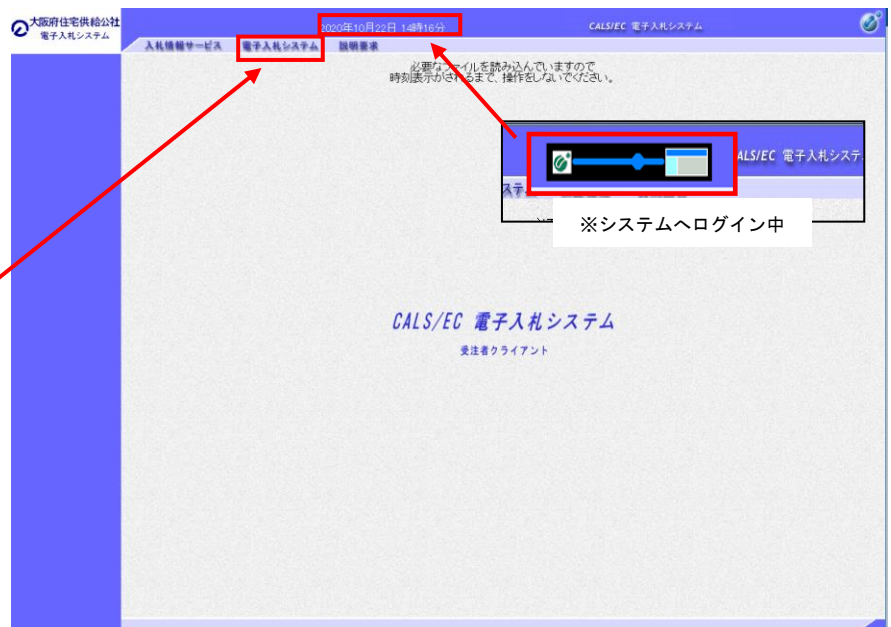 大阪府住宅供給公社
電子入札システム
2020年10月22日 14時16分
CALS/EC 電子入札システム
入札情報サービス 電子入札システム 説明要求
必要なファイルを読み込んでいますので
時刻表示がされるまで、操作をしないでください。
ALS/EC 電子入札システ
ステ
※システムへログイン中
CALS/EC 電子入札システム
受注者クライアント